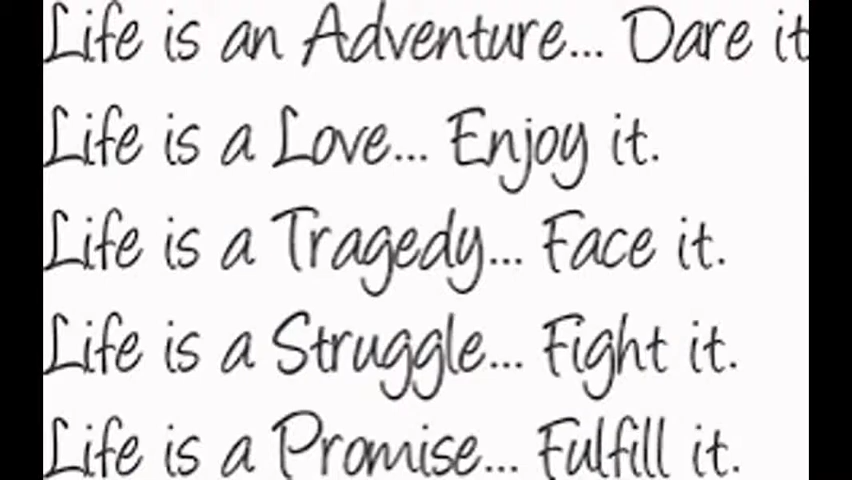 Life is an Adventure... Dare it
Life is a Love... Enjoy it.
Life is a Tragedy... Face it.
Life is a Struggle... Fight it.
Life is a Promise... Fulfill it.